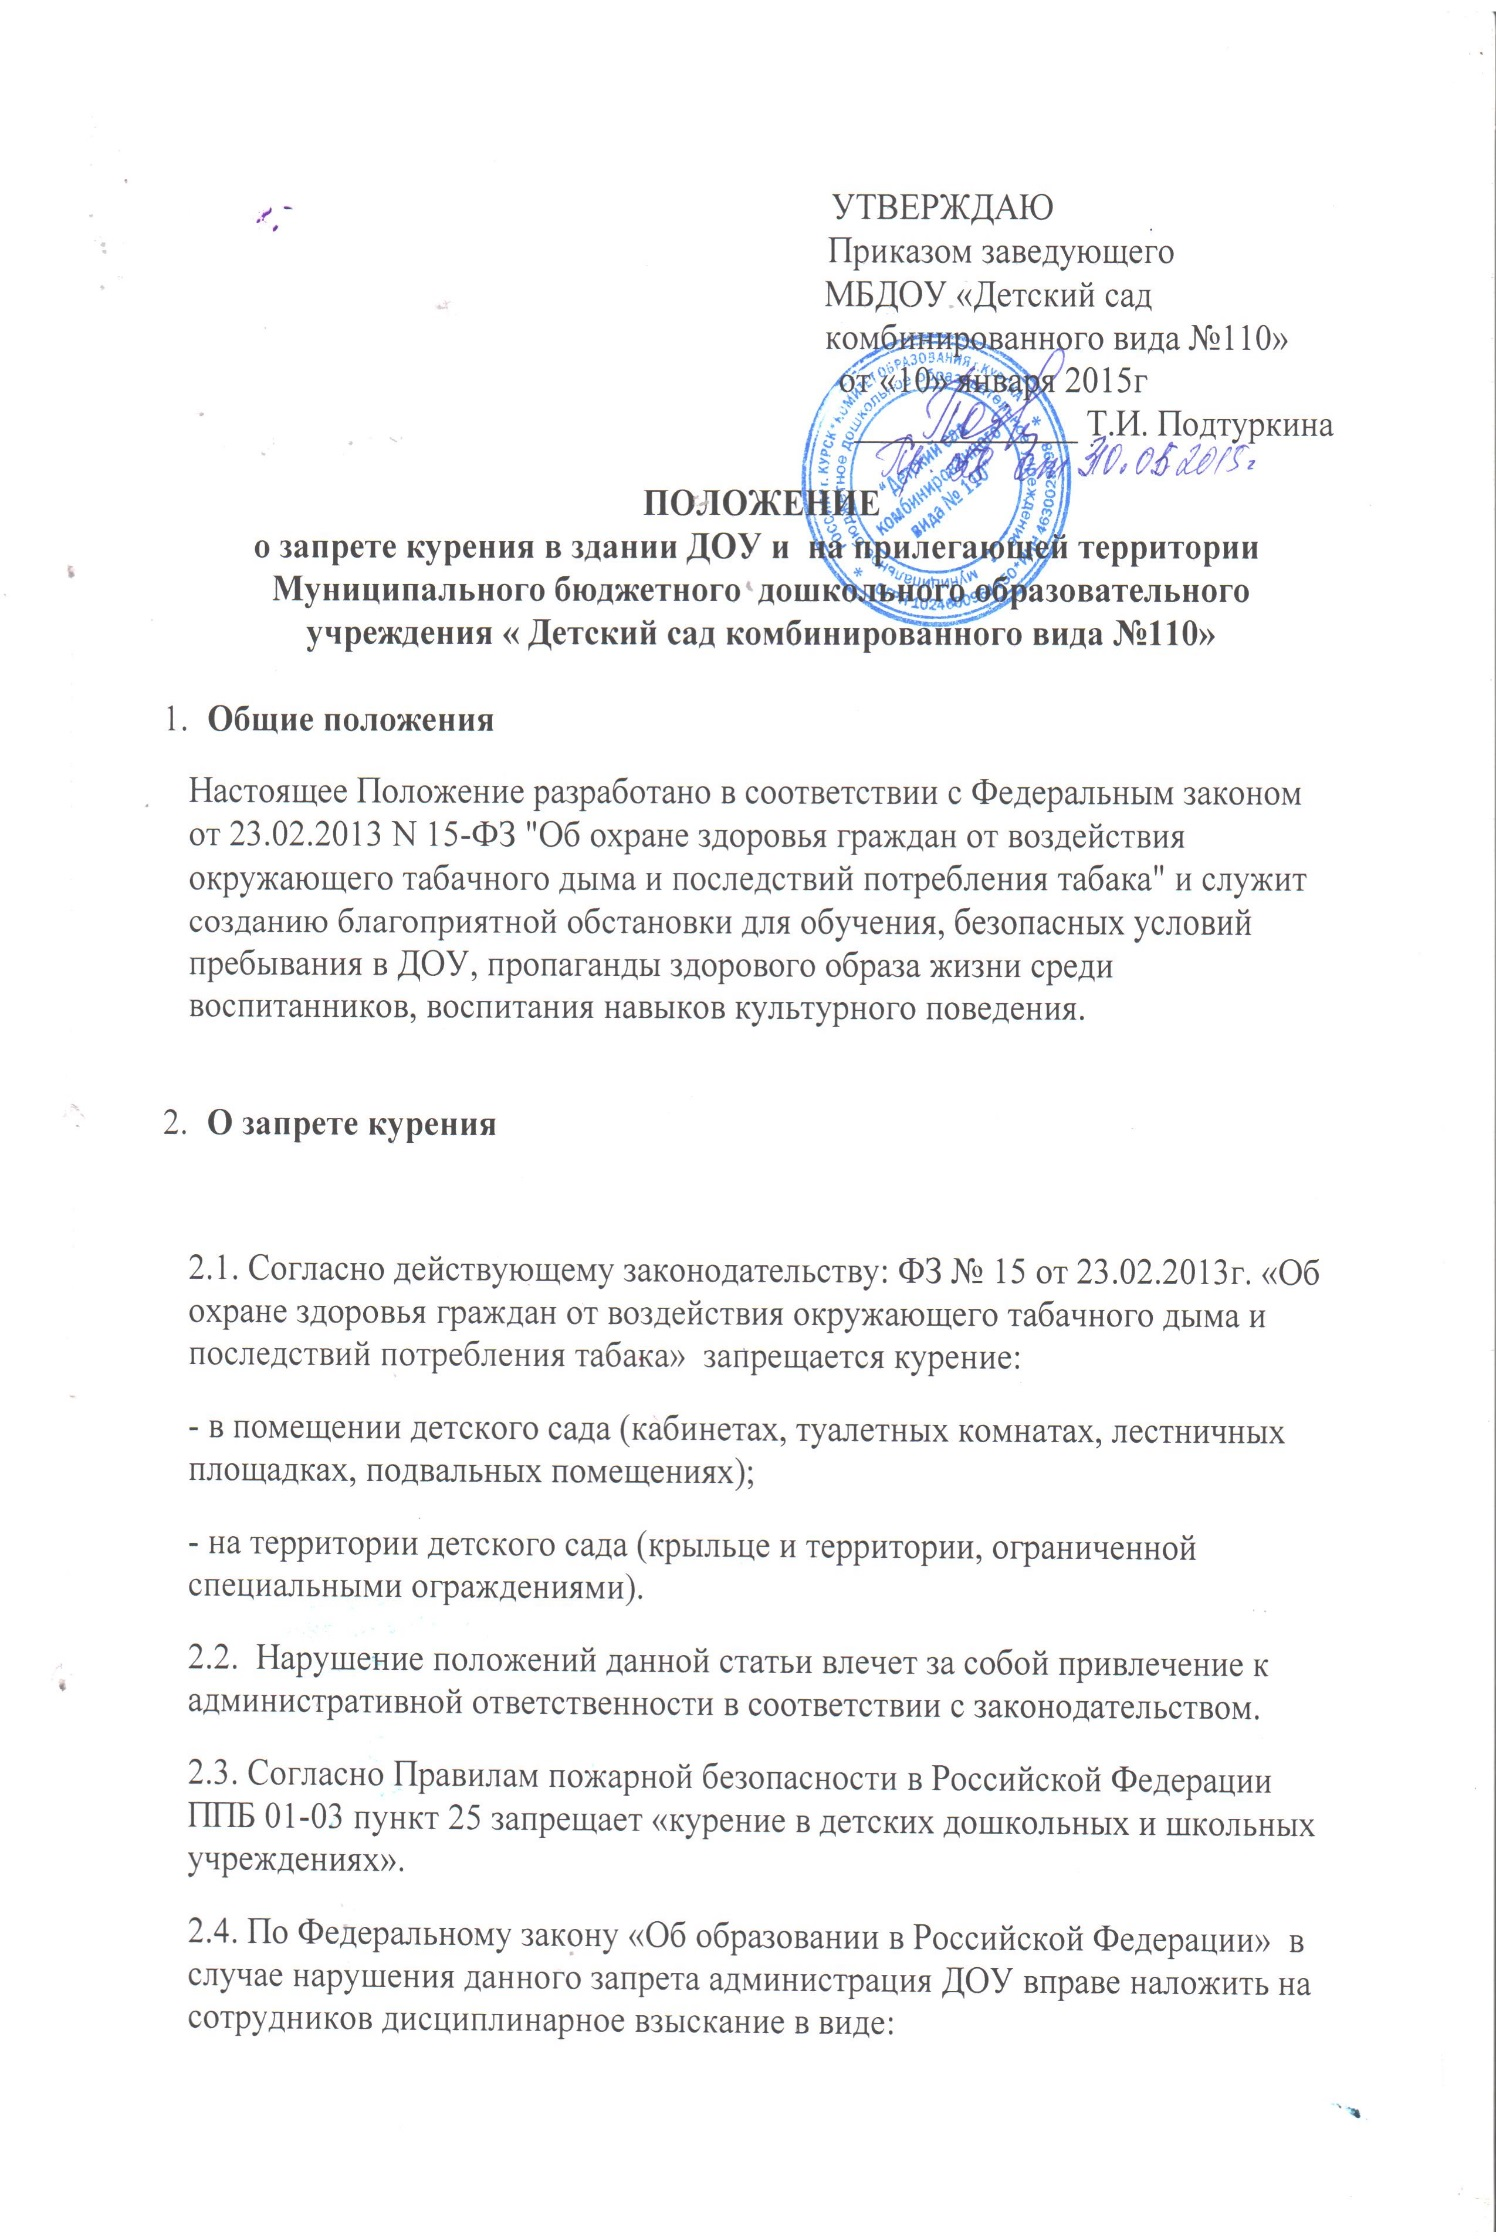 УТВЕРЖДАЮ
Приказом заведующего
МБДОУ «Детский сад
комбинированного вида №110»
от «10» января 2015г
Т.И. Подтуркина
ПОЛОЖЕНИЕ
о запрете курения в здании ДОУ и на прилегающей территории
Муниципального бюджетного дошкольного образовательного
учреждения « Детский сад комбинированного вида №110»
"Детский сад
комбинированного
вида № 110"
1. Общие положения
Настоящее Положение разработано в соответствии с Федеральным законом
от 23.02.2013 N 15-ФЗ "Об охране здоровья граждан от воздействия
окружающего табачного дыма и последствий потребления табака" и служит
созданию благоприятной обстановки для обучения, безопасных условий
пребывания в ДОУ, пропаганды здорового образа жизни среди
воспитанников, воспитания навыков культурного поведения.
2. О запрете курения
2.1. Согласно действующему законодательству: ФЗ № 15 от 23.02.2013г. «Об
охране здоровья граждан от воздействия окружающего табачного дыма и
последствий потребления табака» запрещается курение:
- в помещении детского сада (кабинетах, туалетных комнатах, лестничных
площадках, подвальных помещениях);
- на территории детского сада (крыльце и территории, ограниченной
специальными ограждениями).
2.2. Нарушение положений данной статьи влечет за собой привлечение к
административной ответственности в соответствии с законодательством.
2.3. Согласно Правилам пожарной безопасности в Российской Федерации
ППБ 01-03 пункт 25 запрещает «курение в детских дошкольных и школьных
учреждениях».
2.4. По Федеральному закону «Об образовании в Российской Федерации» в
случае нарушения данного запрета администрация ДОУ вправе наложить на
сотрудников дисциплинарное взыскание в виде: